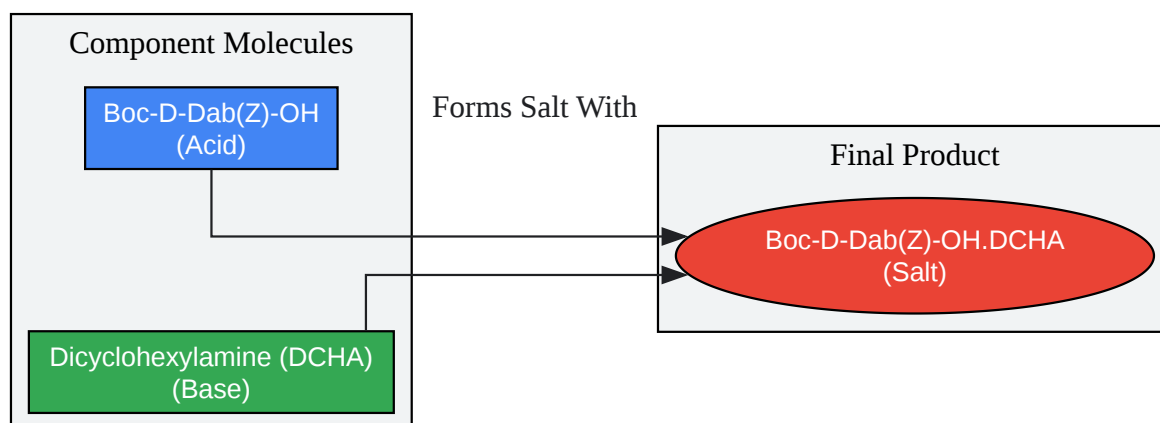 Component Molecules
Boc-D-Dab(Z)-OH
(Acid)
Forms Salt With
Final Product
Boc-D-Dab(Z)-OH.DCHA
(Salt)
Dicyclohexylamine (DCHA)
(Base)